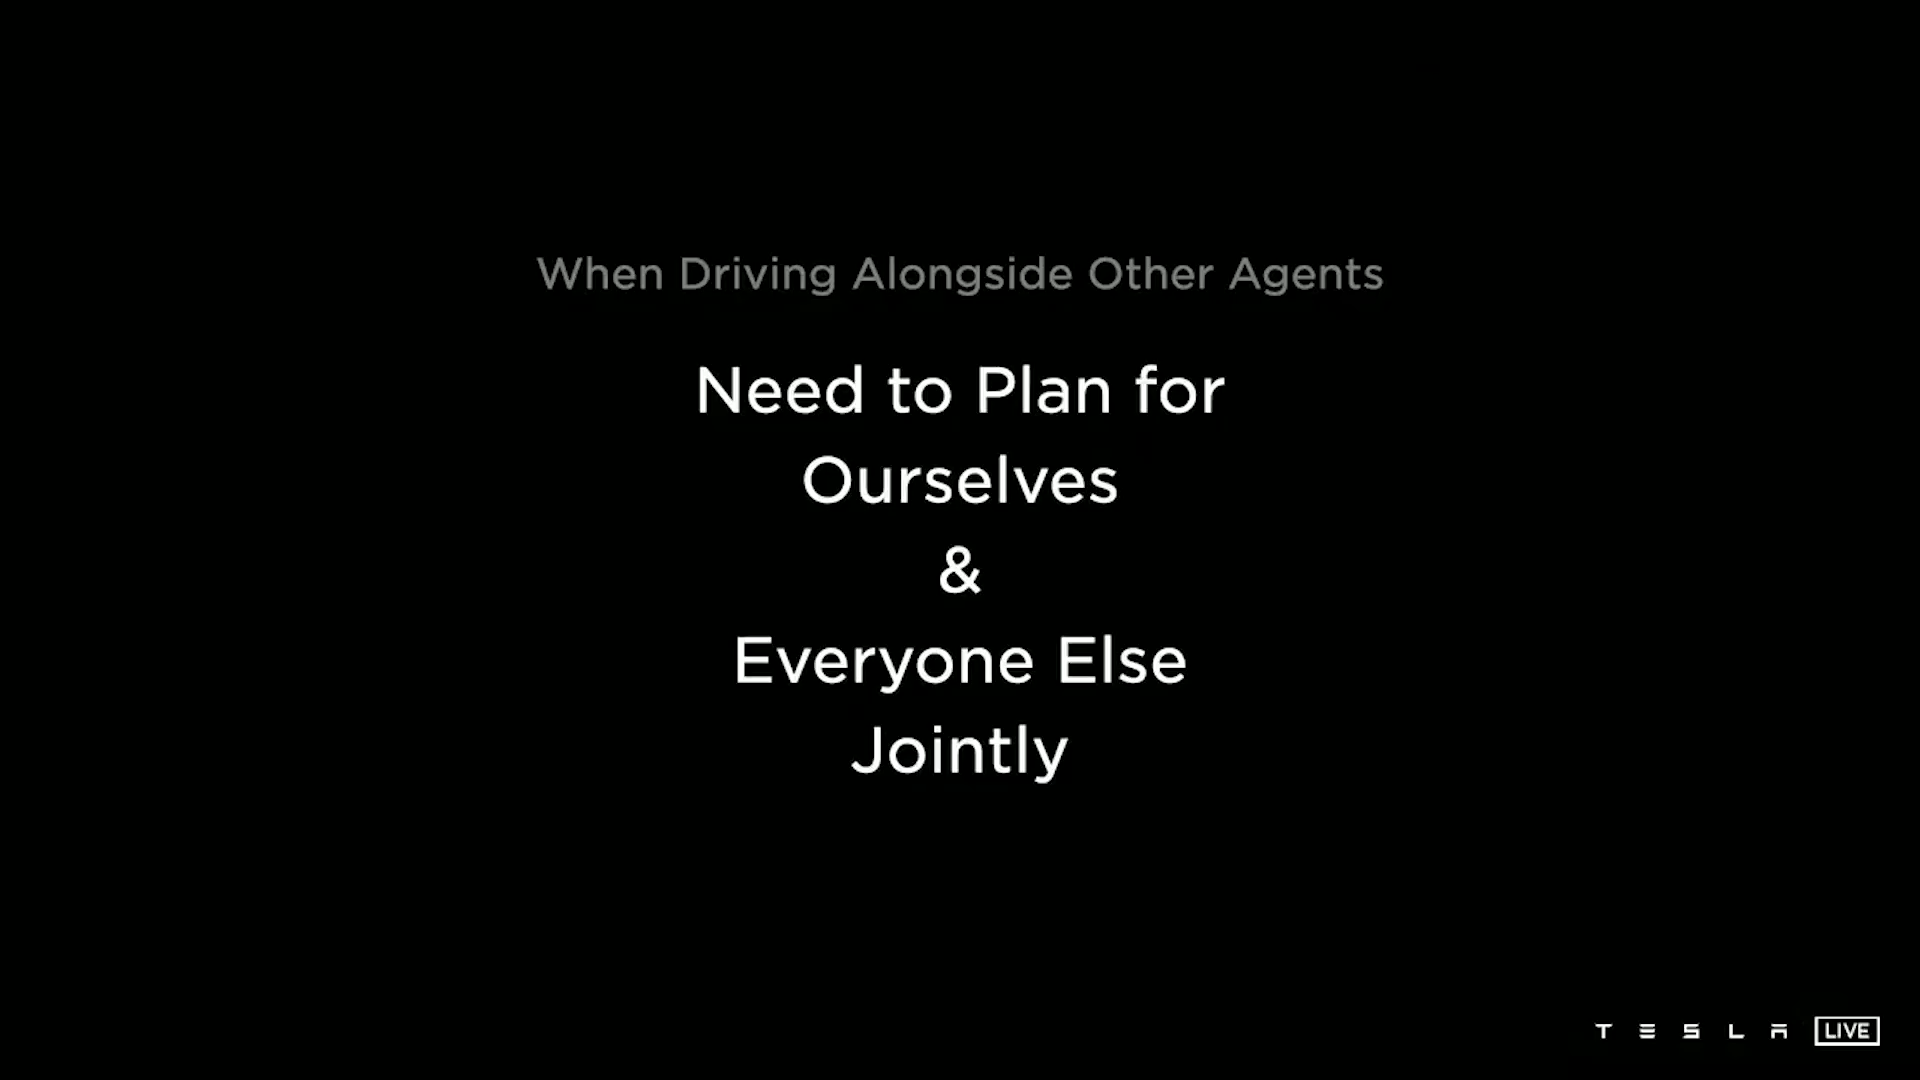 When Driving Alongside Other Agents
Need to Plan for
Ourselves
&
Everyone Else
Jointly
TESLA LIVE